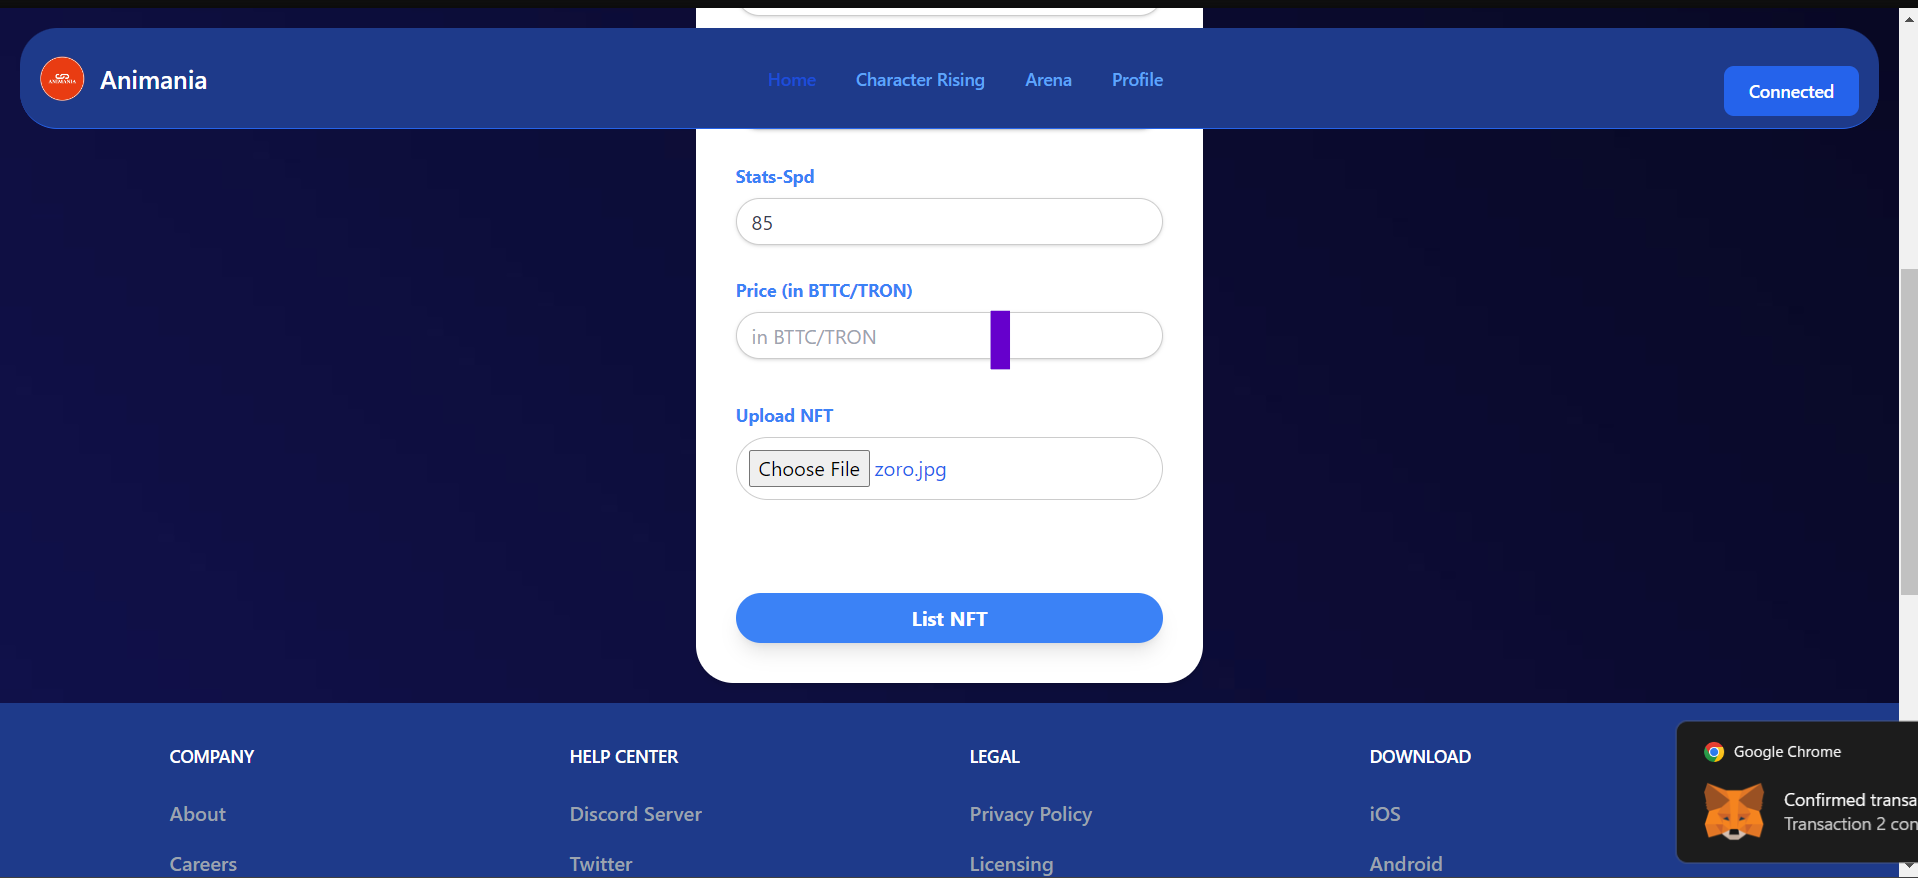 ANIMANIA
Animania
Home
Character Rising
Arena
Profile
Connected
Stats-Spd
85
Price (in BTTC/TRON)
in BTTC/TRON
Upload NFT
Choose File zoro.jpg
List NFT
COMPANY
About
Careers
HELP CENTER
Discord Server
Twitter
LEGAL
Privacy Policy
Licensing
DOWNLOAD
iOS
Android
Google Chrome
Confirmed transa
Transaction 2 con